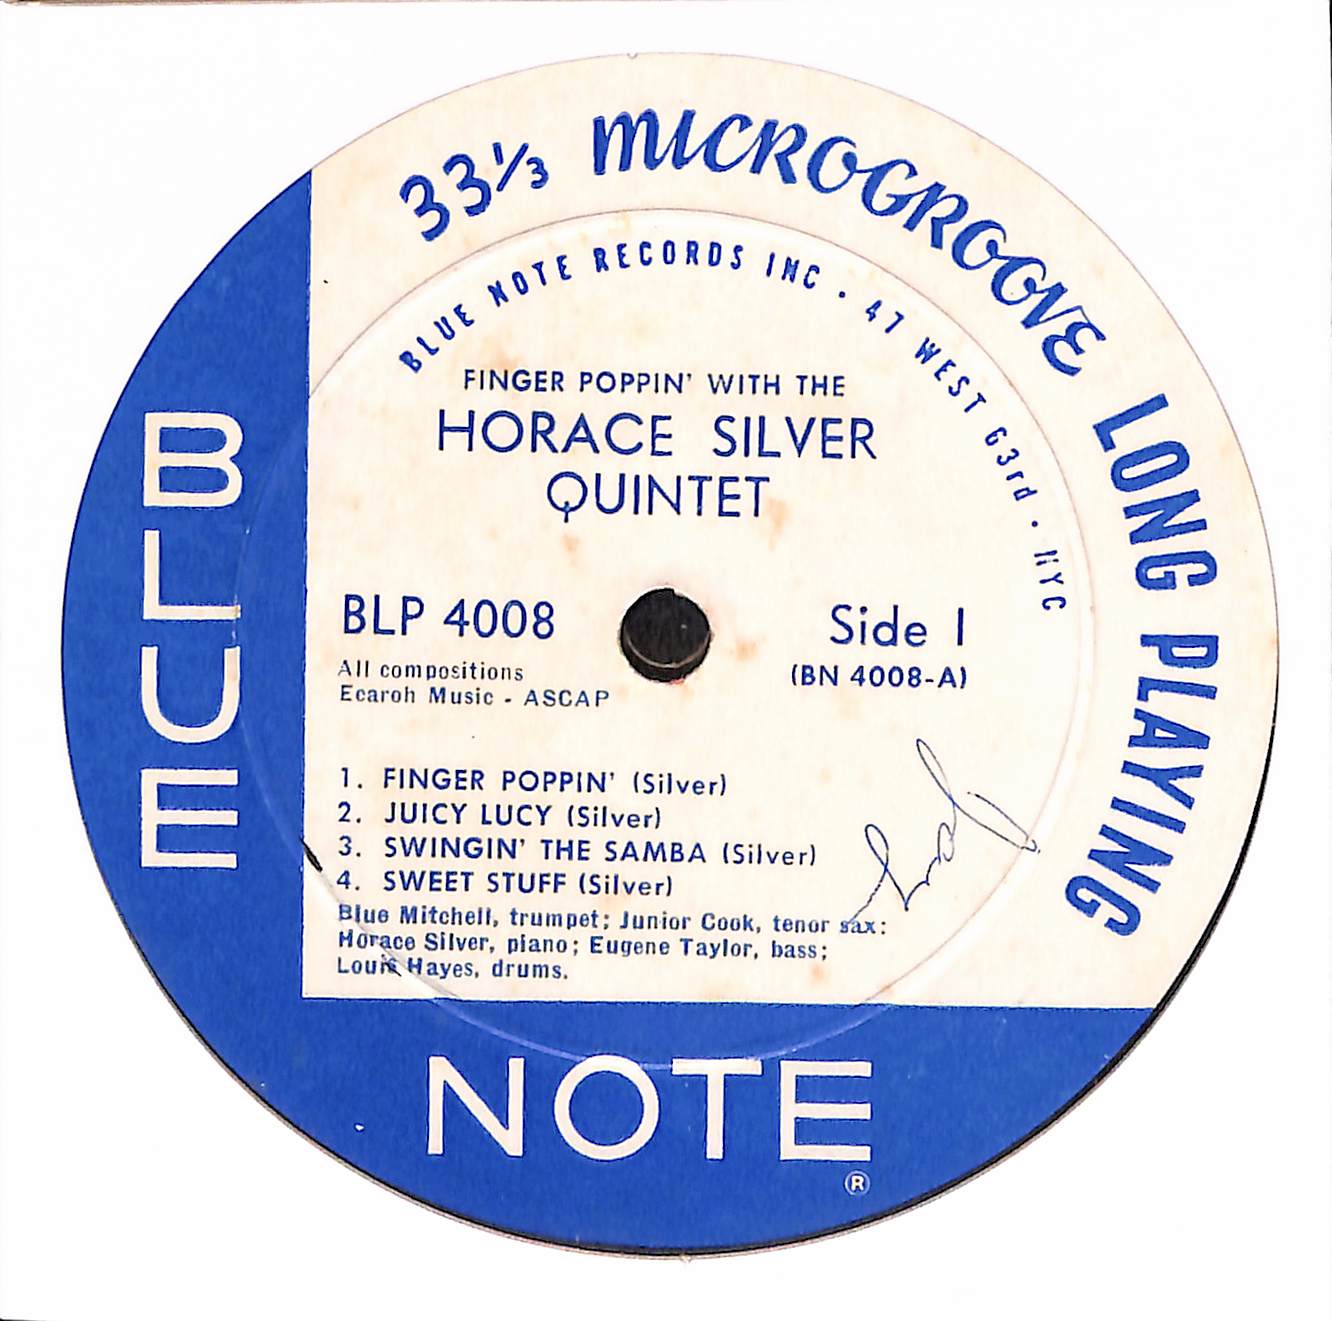 33⅓ MICROGROOVE LONG PLAYING
BLUE NOTE RECORDS INC · 47 WEST 63rd · NYC
FINGER POPPIN' WITH THE
HORACE SILVER
QUINTET
BLP 4008
Side 1
(BN 4008-A)
All compositions
Ecaroh Music - ASCAP
1. FINGER POPPIN' (Silver)
2. JUICY LUCY (Silver)
3. SWINGIN' THE SAMBA (Silver)
4. SWEET STUFF (Silver)
Blue Mitchell, trumpet; Junior Cook, tenor sax:
Horace Silver, piano; Eugene Taylor, bass;
Louis Hayes, drums.
BLUE
NOTE
®